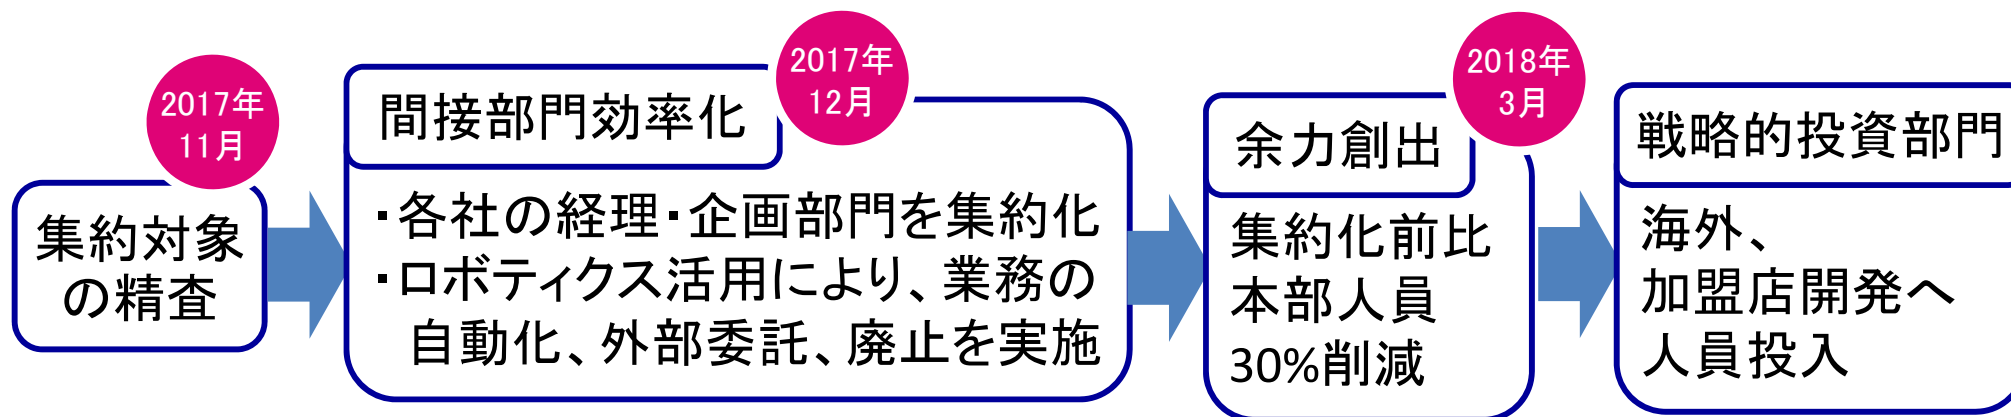 2017年
11月
集約対象
の精査
2017年
12月
間接部門効率化
・各社の経理・企画部門を集約化
・ロボティクス活用により、業務の
自動化、外部委託、廃止を実施
2018年
3月
余力創出
集約化前比
本部人員
30%削減
戦略的投資部門
海外、
加盟店開発へ
人員投入